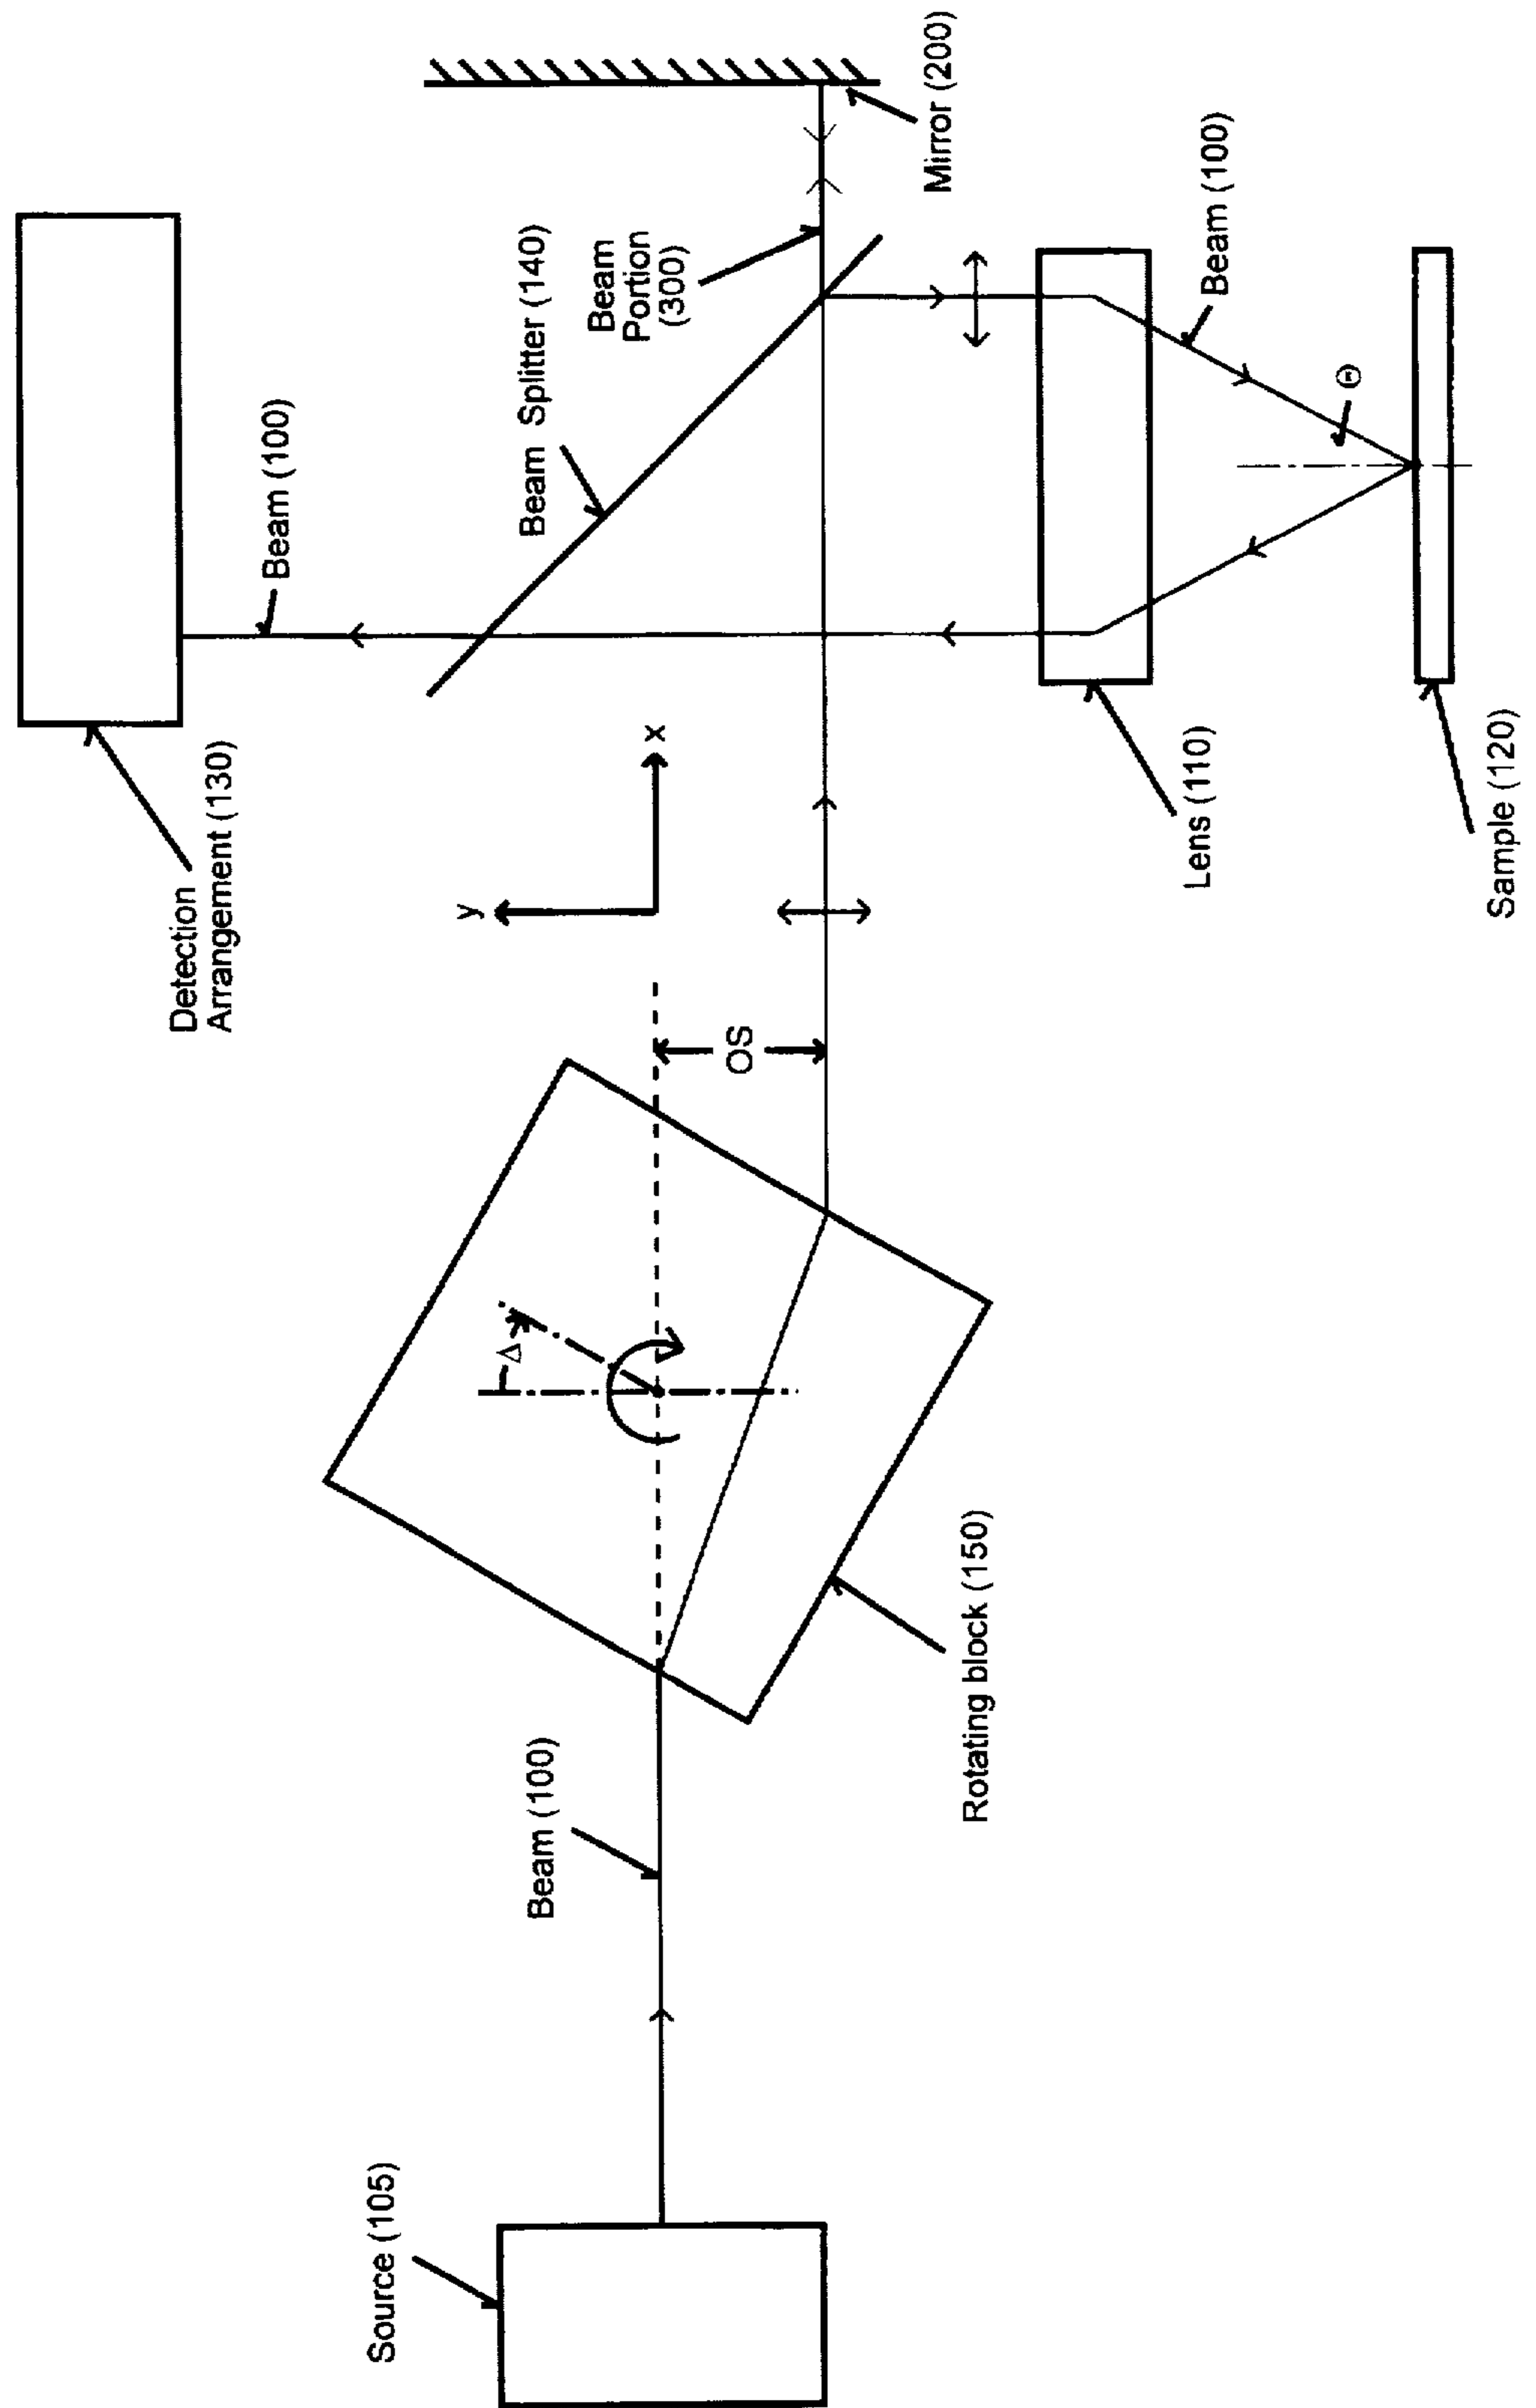 Source (105)
Beam (100)
Rotating block (150)
Δ
OS
y
x
Detection
Arrangement (130)
Beam (100)
Beam Splitter (140)
Beam
Portion
(300)
Mirror (200)
Lens (110)
Beam (100)
Θ
Sample (120)